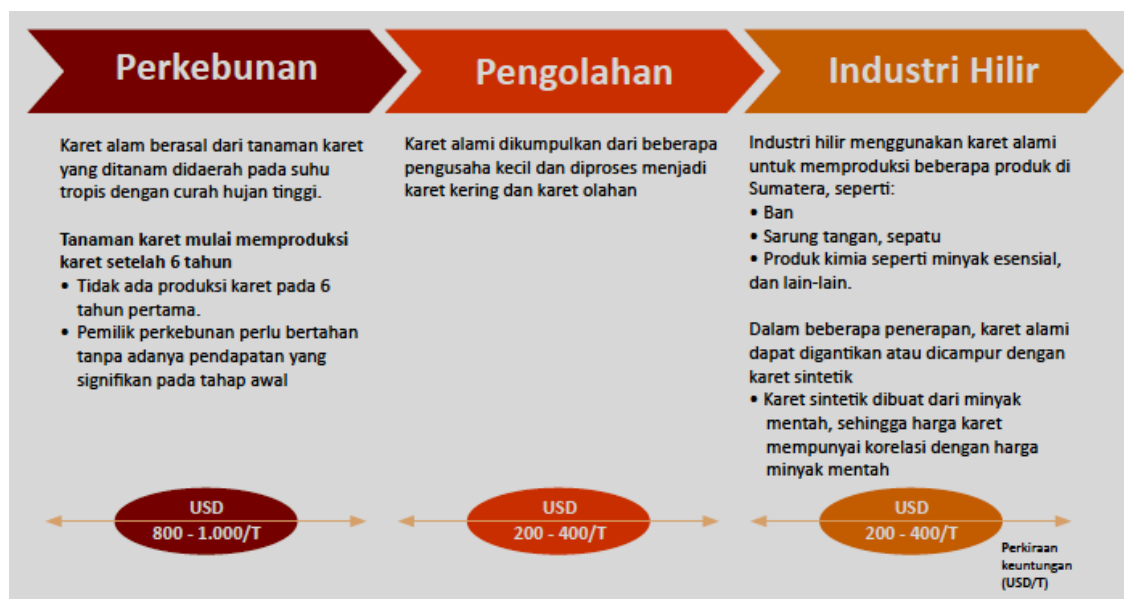 Perkebunan
Pengolahan
Industri Hilir
Karet alam berasal dari tanaman karet
yang ditanam didaerah pada suhu
tropis dengan curah hujan tinggi.
Tanaman karet mulai memproduksi
karet setelah 6 tahun
• Tidak ada produksi karet pada 6
tahun pertama.
• Pemilik perkebunan perlu bertahan
tanpa adanya pendapatan yang
signifikan pada tahap awal
Karet alami dikumpulkan dari beberapa
pengusaha kecil dan diproses menjadi
karet kering dan karet olahan
Industri hilir menggunakan karet alami
untuk memproduksi beberapa produk di
Sumatera, seperti:
• Ban
• Sarung tangan, sepatu
• Produk kimia seperti minyak esensial,
dan lain-lain.
Dalam beberapa penerapan, karet alami
dapat digantikan atau dicampur dengan
karet sintetik
• Karet sintetik dibuat dari minyak
mentah, sehingga harga karet
mempunyai korelasi dengan harga
minyak mentah
USD
800 - 1.000/T
USD
200 - 400/T
USD
200 - 400/T
Perkiraan
keuntungan
(USD/T)